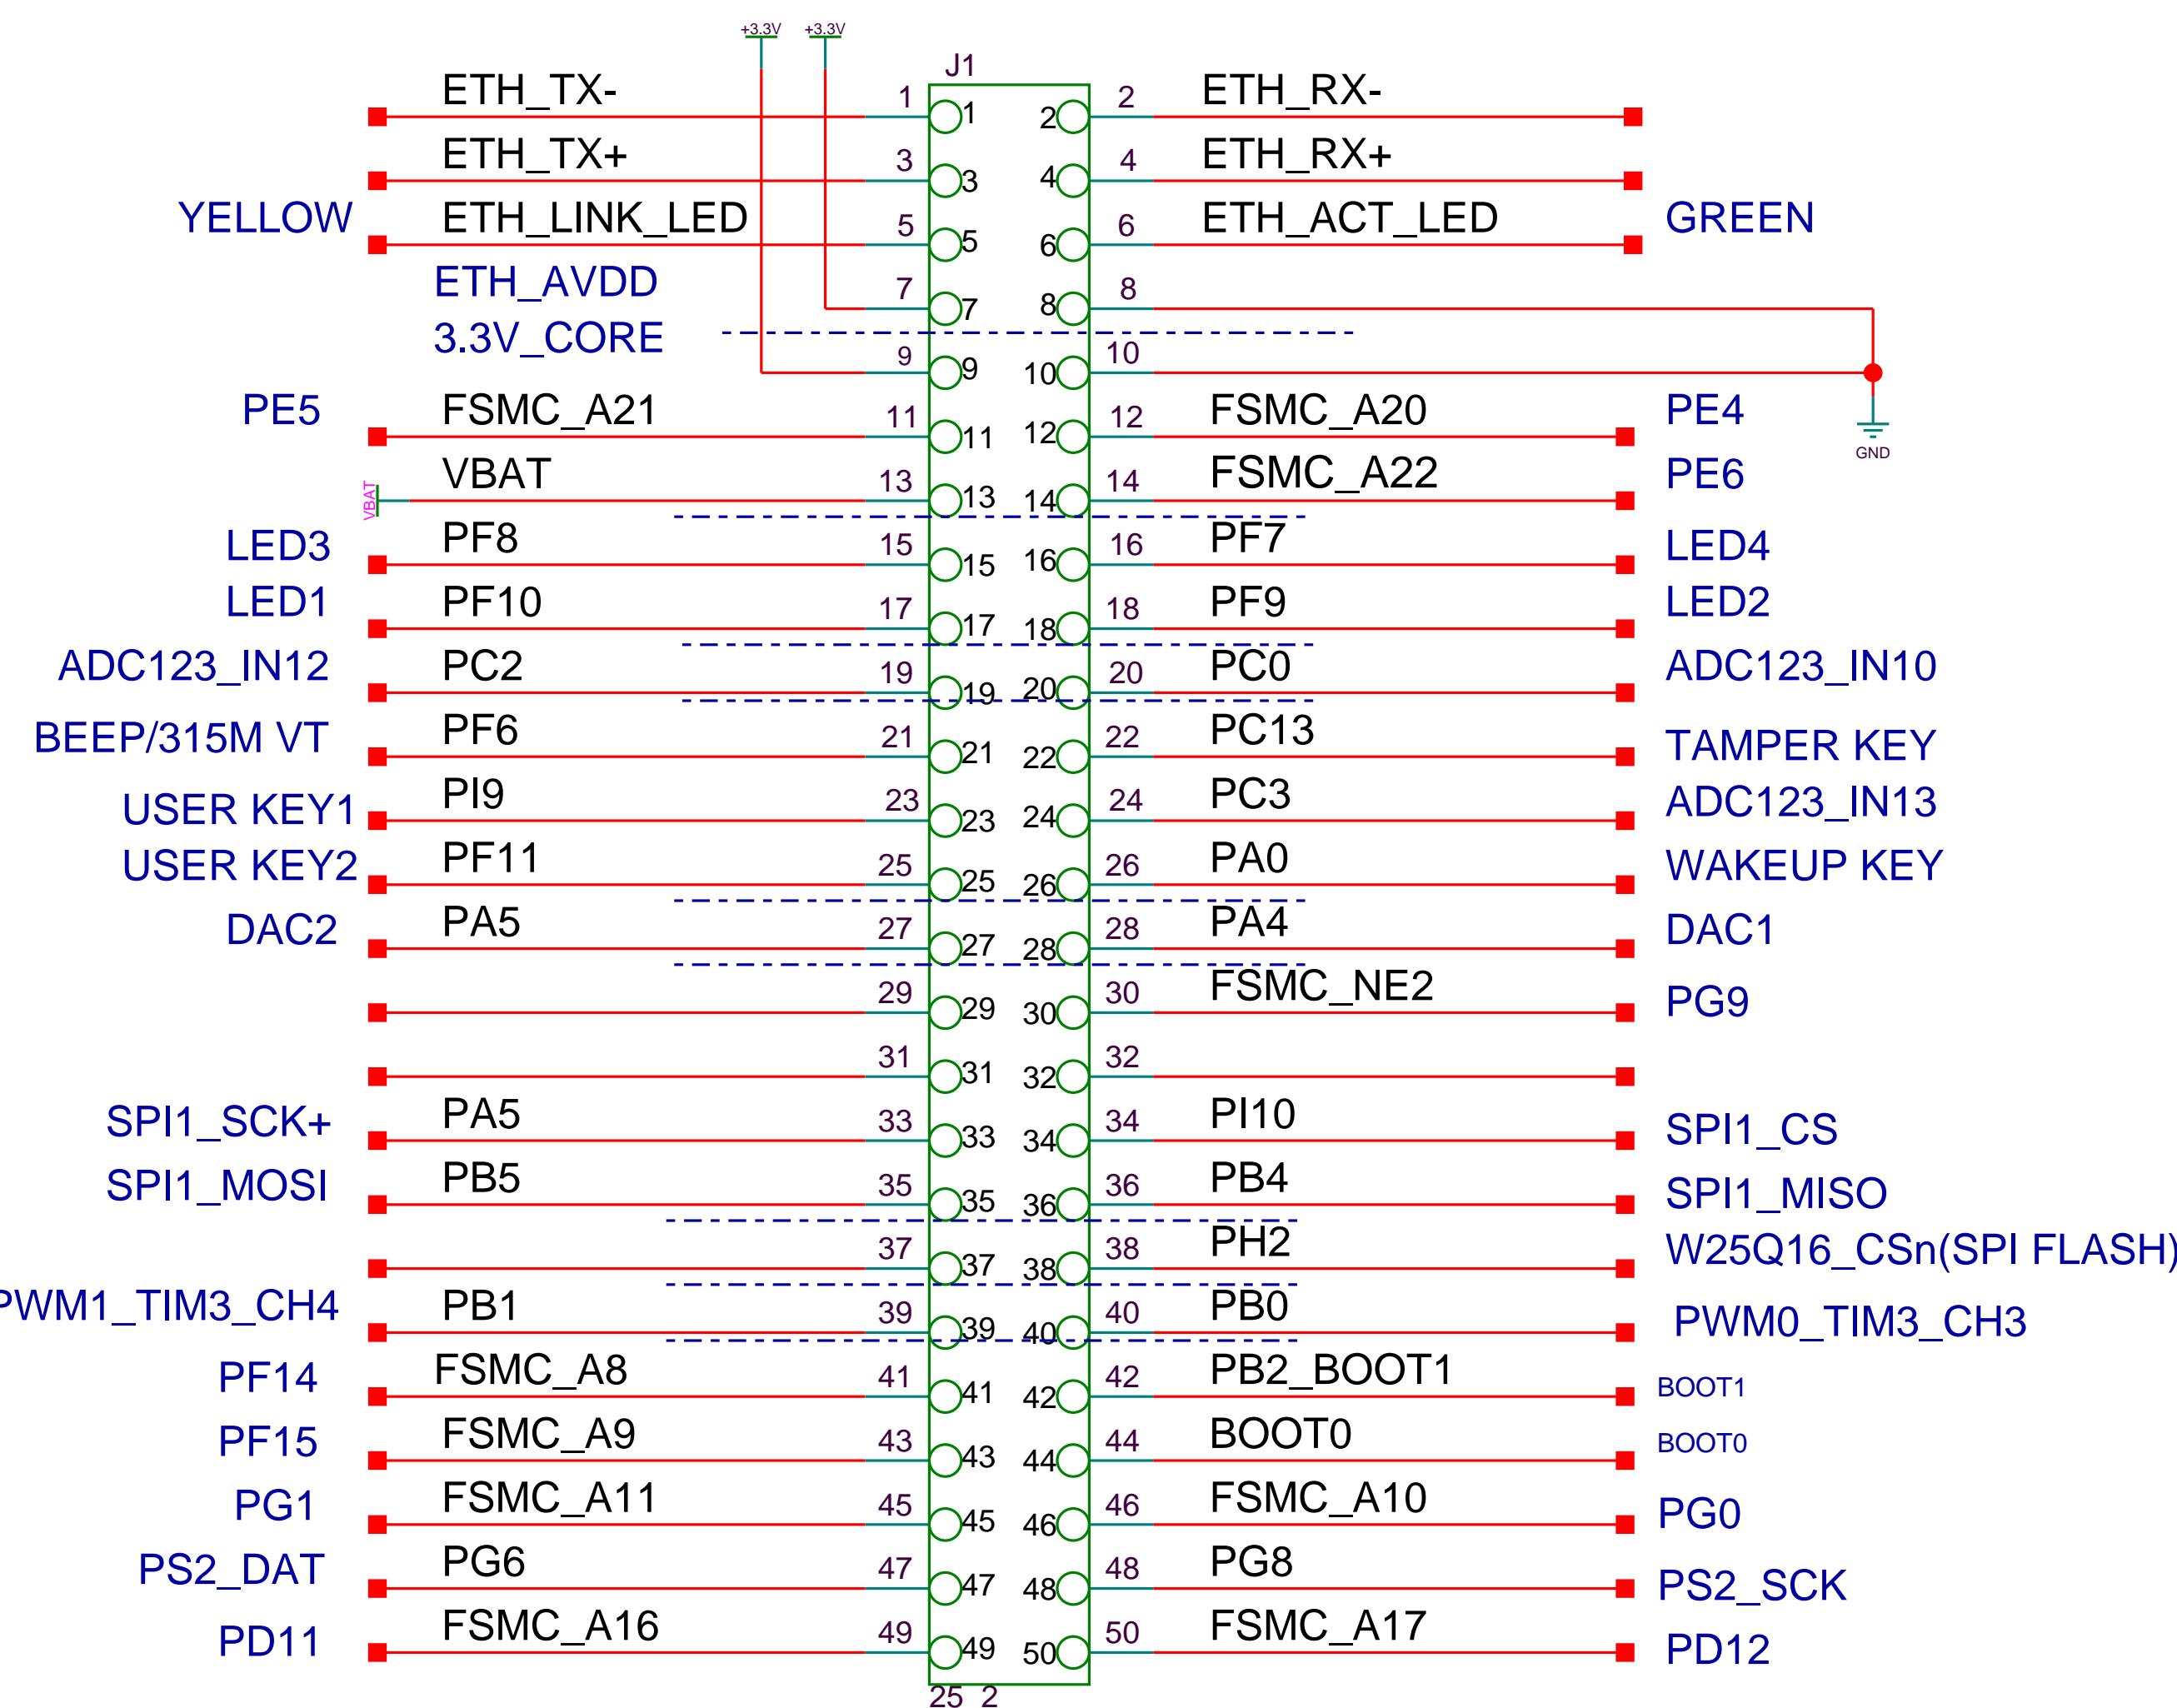 +3.3V +3.3V
J1
ETH_TX- 1 1 2 2 ETH_RX-
ETH_TX+ 3 3 4 4 ETH_RX+
YELLOW ETH_LINK_LED 5 5 6 6 ETH_ACT_LED GREEN
ETH_AVDD 7 7 8 8
3.3V_CORE 9 9 10 10
PE5 FSMC_A21 11 11 12 12 FSMC_A20 PE4
GND
VBAT VBAT 13 13 14 14 FSMC_A22 PE6
LED3 PF8 15 15 16 16 PF7 LED4
LED1 PF10 17 17 18 18 PF9 LED2
ADC123_IN12 PC2 19 19 20 20 PC0 ADC123_IN10
BEEP/315M VT PF6 21 21 22 22 PC13 TAMPER KEY
USER KEY1 PI9 23 23 24 24 PC3 ADC123_IN13
USER KEY2 PF11 25 25 26 26 PA0 WAKEUP KEY
DAC2 PA5 27 27 28 28 PA4 DAC1
29 29 30 30 FSMC_NE2 PG9
31 31 32 32
SPI1_SCK+ PA5 33 33 34 34 PI10 SPI1_CS
SPI1_MOSI PB5 35 35 36 36 PB4 SPI1_MISO
37 37 38 38 PH2 W25Q16_CSn(SPI FLASH)
PWM1_TIM3_CH4 PB1 39 39 40 40 PB0 PWM0_TIM3_CH3
PF14 FSMC_A8 41 41 42 42 PB2_BOOT1 BOOT1
PF15 FSMC_A9 43 43 44 44 BOOT0 BOOT0
PG1 FSMC_A11 45 45 46 46 FSMC_A10 PG0
PS2_DAT PG6 47 47 48 48 PG8 PS2_SCK
PD11 FSMC_A16 49 49 50 50 FSMC_A17 PD12
25 2